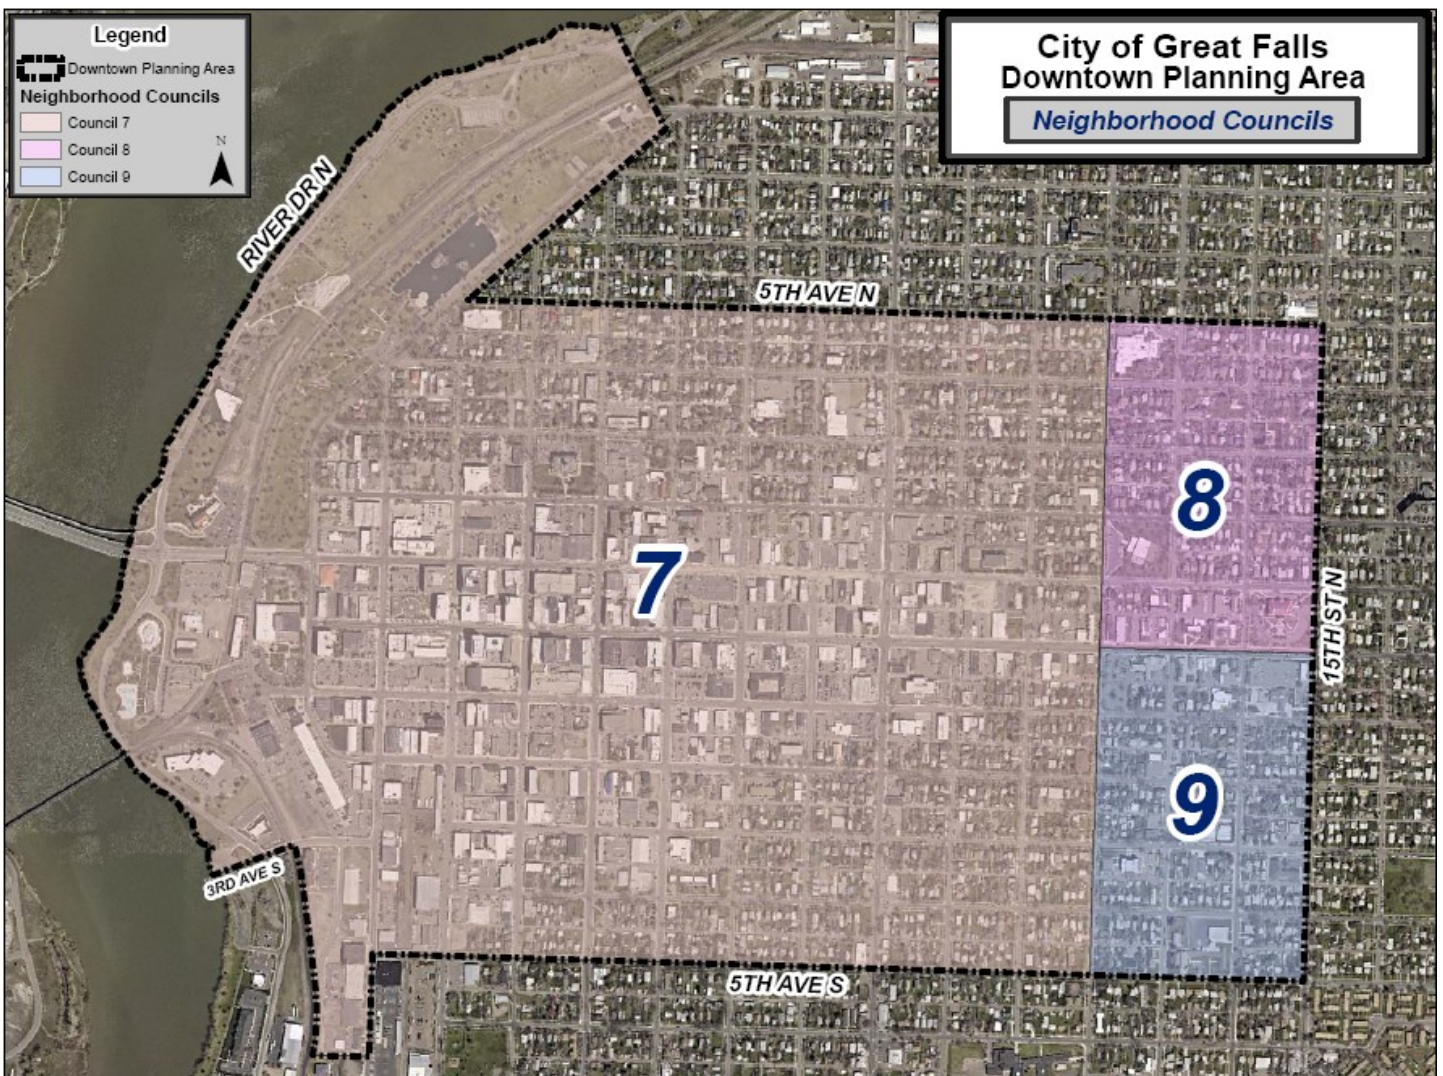 Legend
Downtown Planning Area
Neighborhood Councils
Council 7
Council 8
Council 9
N
City of Great Falls
Downtown Planning Area
Neighborhood Councils
RIVER DR N
5TH AVE N
8
7
15TH ST N
9
3RD AVE S
5TH AVE S